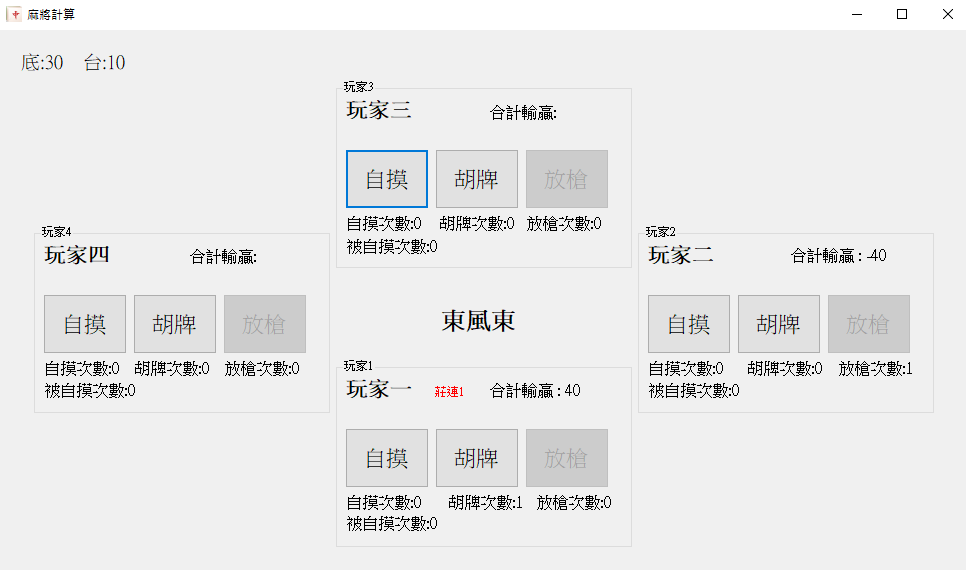 麻將計算
底:30 台:10
玩家3
玩家三 合計輸贏:
自摸 胡牌 放槍
自摸次數:0 胡牌次數:0 放槍次數:0
被自摸次數:0
玩家4
玩家四 合計輸贏:
自摸 胡牌 放槍
自摸次數:0 胡牌次數:0 放槍次數:0
被自摸次數:0
玩家2
玩家二 合計輸贏 : -40
自摸 胡牌 放槍
自摸次數:0 胡牌次數:0 放槍次數:1
被自摸次數:0
東風東
玩家1
玩家一 莊連1 合計輸贏 : 40
自摸 胡牌 放槍
自摸次數:0 胡牌次數:1 放槍次數:0
被自摸次數:0